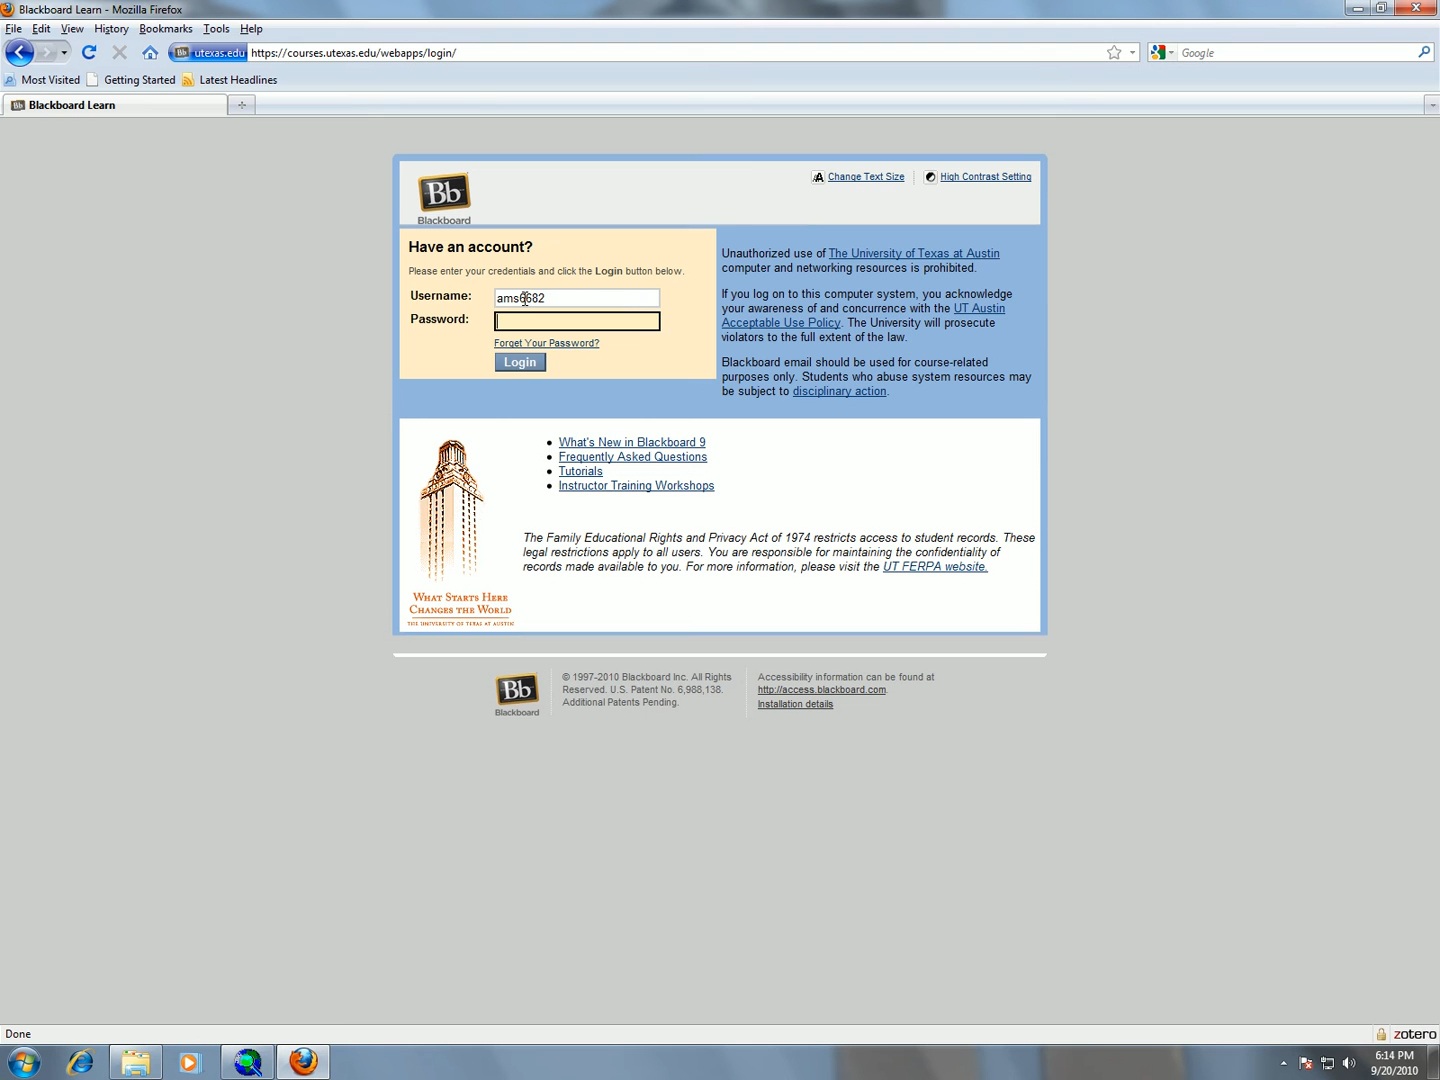 Blackboard Learn - Mozilla Firefox
File Edit View History Bookmarks Tools Help
utexas.edu https://courses.utexas.edu/webapps/login/
Google
Most Visited Getting Started Latest Headlines
Blackboard Learn
Bb
Blackboard
A Change Text Size
High Contrast Setting
Have an account?
Please enter your credentials and click the Login button below.
Username: ams6682
Password:
Forget Your Password?
Login
Unauthorized use of The University of Texas at Austin
computer and networking resources is prohibited.
If you log on to this computer system, you acknowledge
your awareness of and concurrence with the UT Austin
Acceptable Use Policy. The University will prosecute
violators to the full extent of the law.
Blackboard email should be used for course-related
purposes only. Students who abuse system resources may
be subject to disciplinary action.
What's New in Blackboard 9
Frequently Asked Questions
Tutorials
Instructor Training Workshops
The Family Educational Rights and Privacy Act of 1974 restricts access to student records. These
legal restrictions apply to all users. You are responsible for maintaining the confidentiality of
records made available to you. For more information, please visit the UT FERPA website.
WHAT STARTS HERE
CHANGES THE WORLD
THE UNIVERSITY OF TEXAS AT AUSTIN
Bb
Blackboard
© 1997-2010 Blackboard Inc. All Rights
Reserved. U.S. Patent No. 6,988,138.
Additional Patents Pending.
Accessibility information can be found at
http://access.blackboard.com.
Installation details
Done
zotero
6:14 PM
9/20/2010